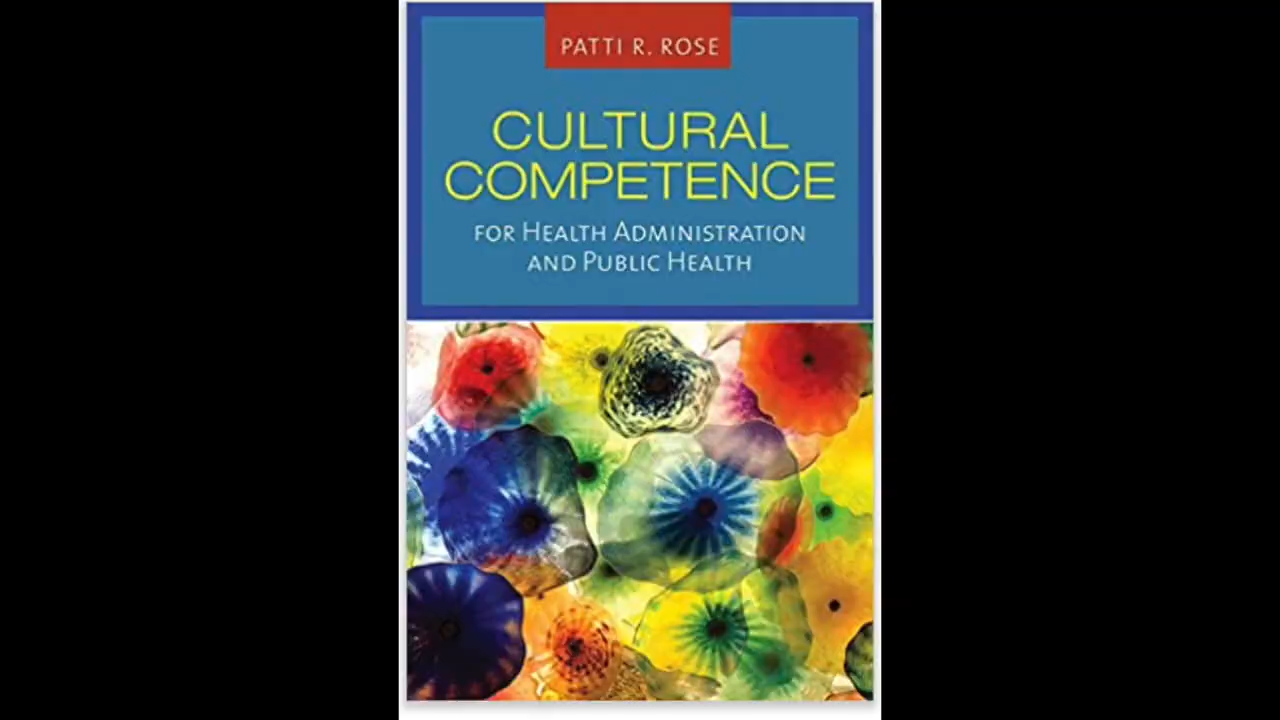 PATTI R. ROSE
CULTURAL
COMPETENCE
FOR HEALTH ADMINISTRATION
AND PUBLIC HEALTH